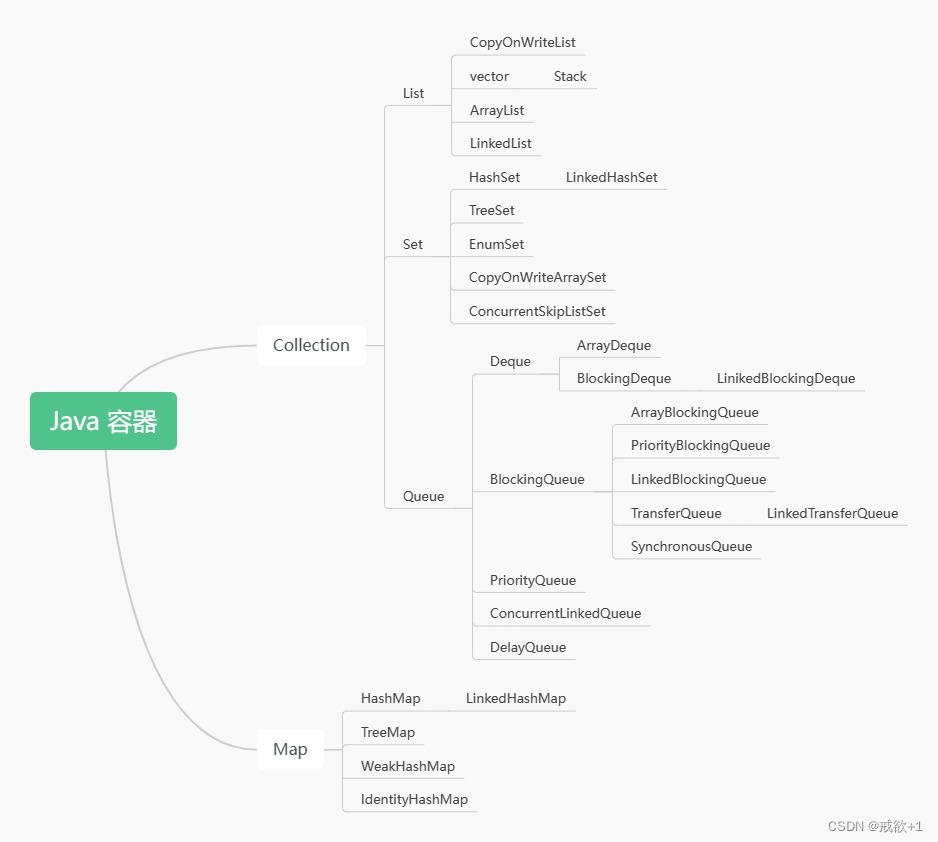 Java 容器
Collection
List
CopyOnWriteList
vector Stack
ArrayList
LinkedList
Set
HashSet LinkedHashSet
TreeSet
EnumSet
CopyOnWriteArraySet
ConcurrentSkipListSet
Queue
Deque
ArrayDeque
BlockingDeque LinikedBlockingDeque
BlockingQueue
ArrayBlockingQueue
PriorityBlockingQueue
LinkedBlockingQueue
TransferQueue LinkedTransferQueue
SynchronousQueue
PriorityQueue
ConcurrentLinkedQueue
DelayQueue
Map
HashMap LinkedHashMap
TreeMap
WeakHashMap
IdentityHashMap
CSDN @戒欲+1